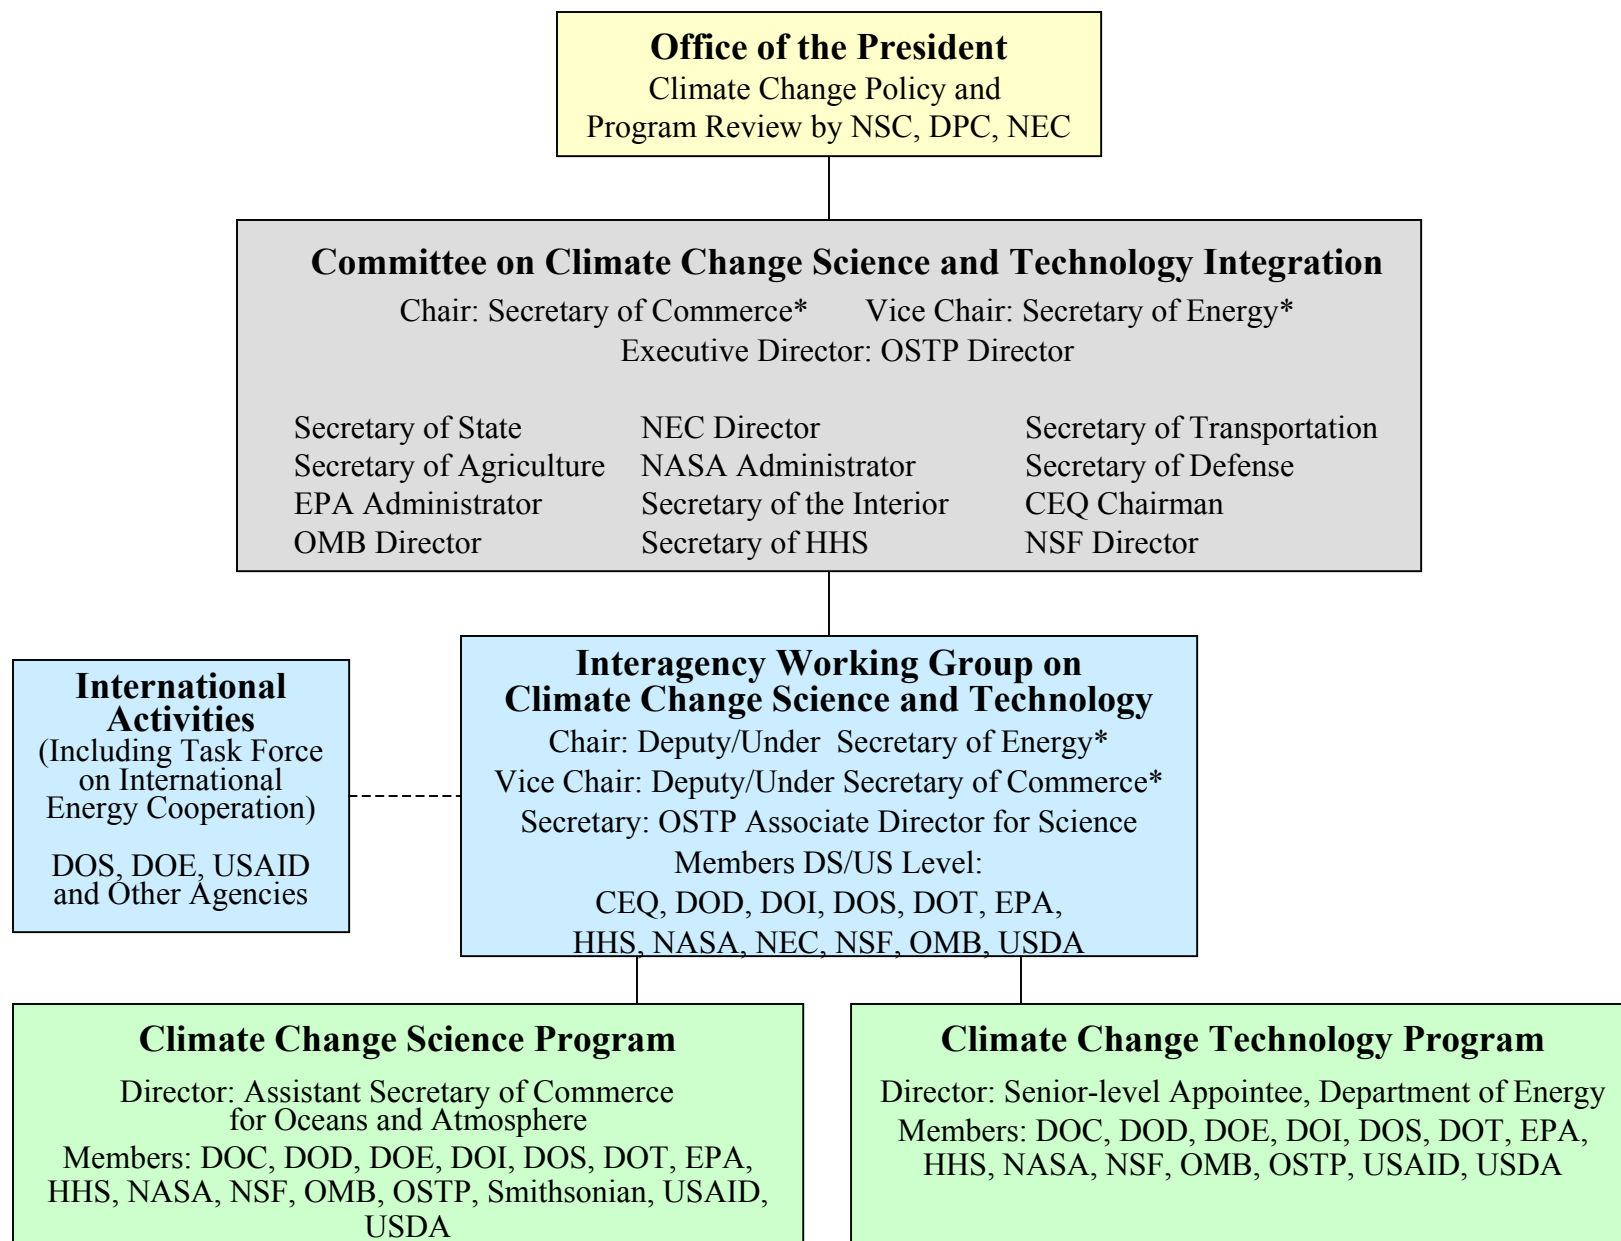 Office of the President
Climate Change Policy and
Program Review by NSC, DPC, NEC
Committee on Climate Change Science and Technology Integration
Chair: Secretary of Commerce* Vice Chair: Secretary of Energy*
Executive Director: OSTP Director
Secretary of State NEC Director Secretary of Transportation
Secretary of Agriculture NASA Administrator Secretary of Defense
EPA Administrator Secretary of the Interior CEQ Chairman
OMB Director Secretary of HHS NSF Director
International
Activities
(Including Task Force
on International
Energy Cooperation)
DOS, DOE, USAID
and Other Agencies
Interagency Working Group on
Climate Change Science and Technology
Chair: Deputy/Under Secretary of Energy*
Vice Chair: Deputy/Under Secretary of Commerce*
Secretary: OSTP Associate Director for Science
Members DS/US Level:
CEQ, DOD, DOI, DOS, DOT, EPA,
HHS, NASA, NEC, NSF, OMB, USDA
Climate Change Science Program
Director: Assistant Secretary of Commerce
for Oceans and Atmosphere
Members: DOC, DOD, DOE, DOI, DOS, DOT, EPA,
HHS, NASA, NSF, OMB, OSTP, Smithsonian, USAID,
USDA
Climate Change Technology Program
Director: Senior-level Appointee, Department of Energy
Members: DOC, DOD, DOE, DOI, DOS, DOT, EPA,
HHS, NASA, NSF, OMB, OSTP, USAID, USDA